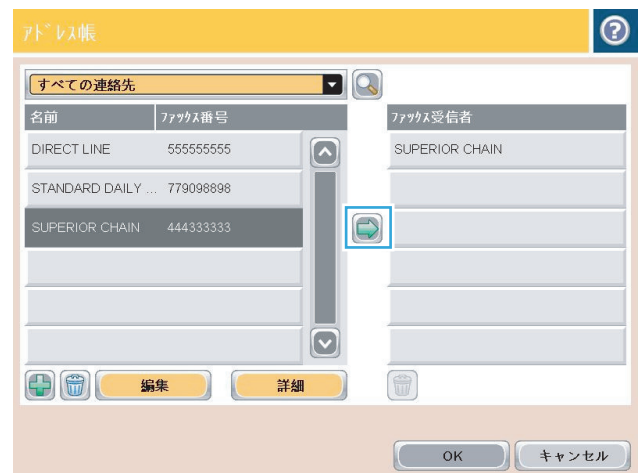 ｱﾄﾞﾚｽ帳
すべての連絡先
名前 ﾌｧｯｸｽ番号 ﾌｧｯｸｽ受信者
DIRECT LINE 555555555 SUPERIOR CHAIN
STANDARD DAILY ... 779098898
SUPERIOR CHAIN 444333333
編集 詳細
OK キャンセル